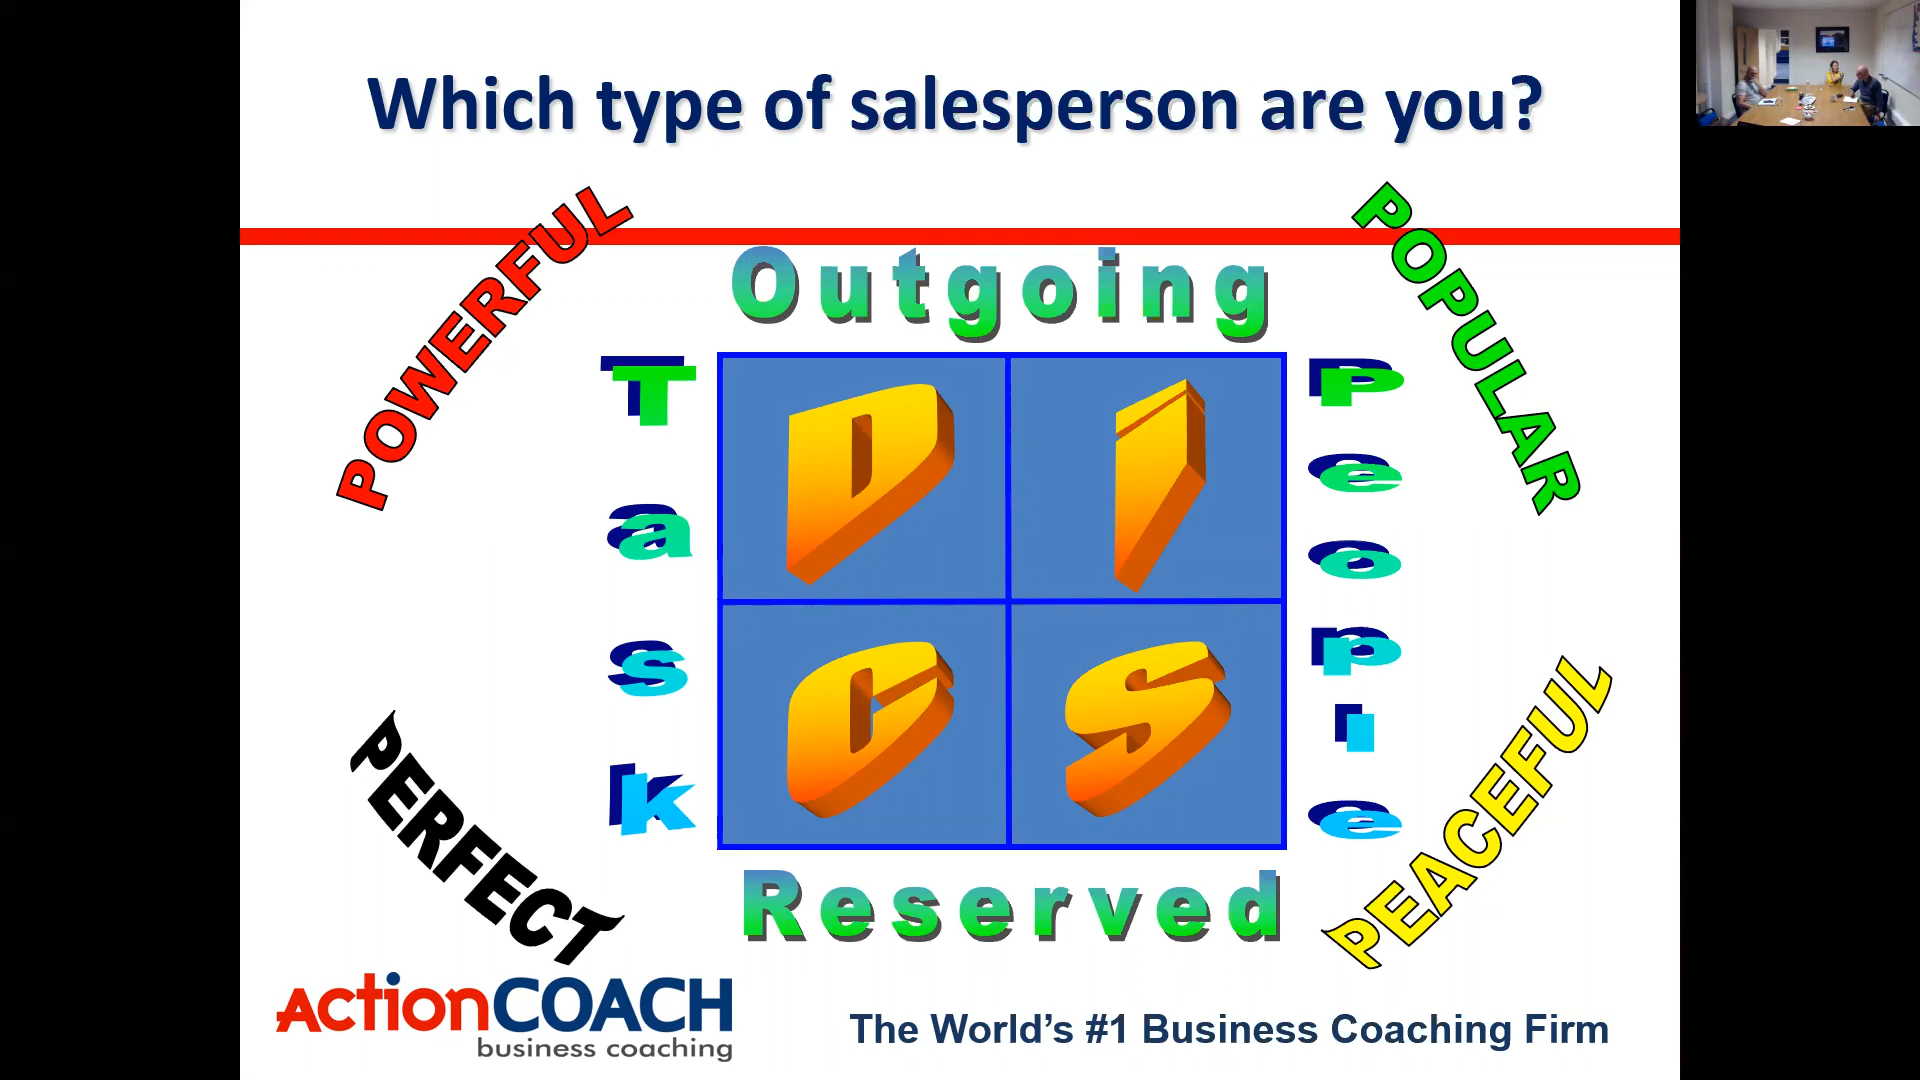 Which type of salesperson are you?
POWERFUL
POPULAR
Outgoing
Task
D I
People
C S
Reserved
PERFECT
PEACEFUL
ActionCOACH
business coaching
The World’s #1 Business Coaching Firm